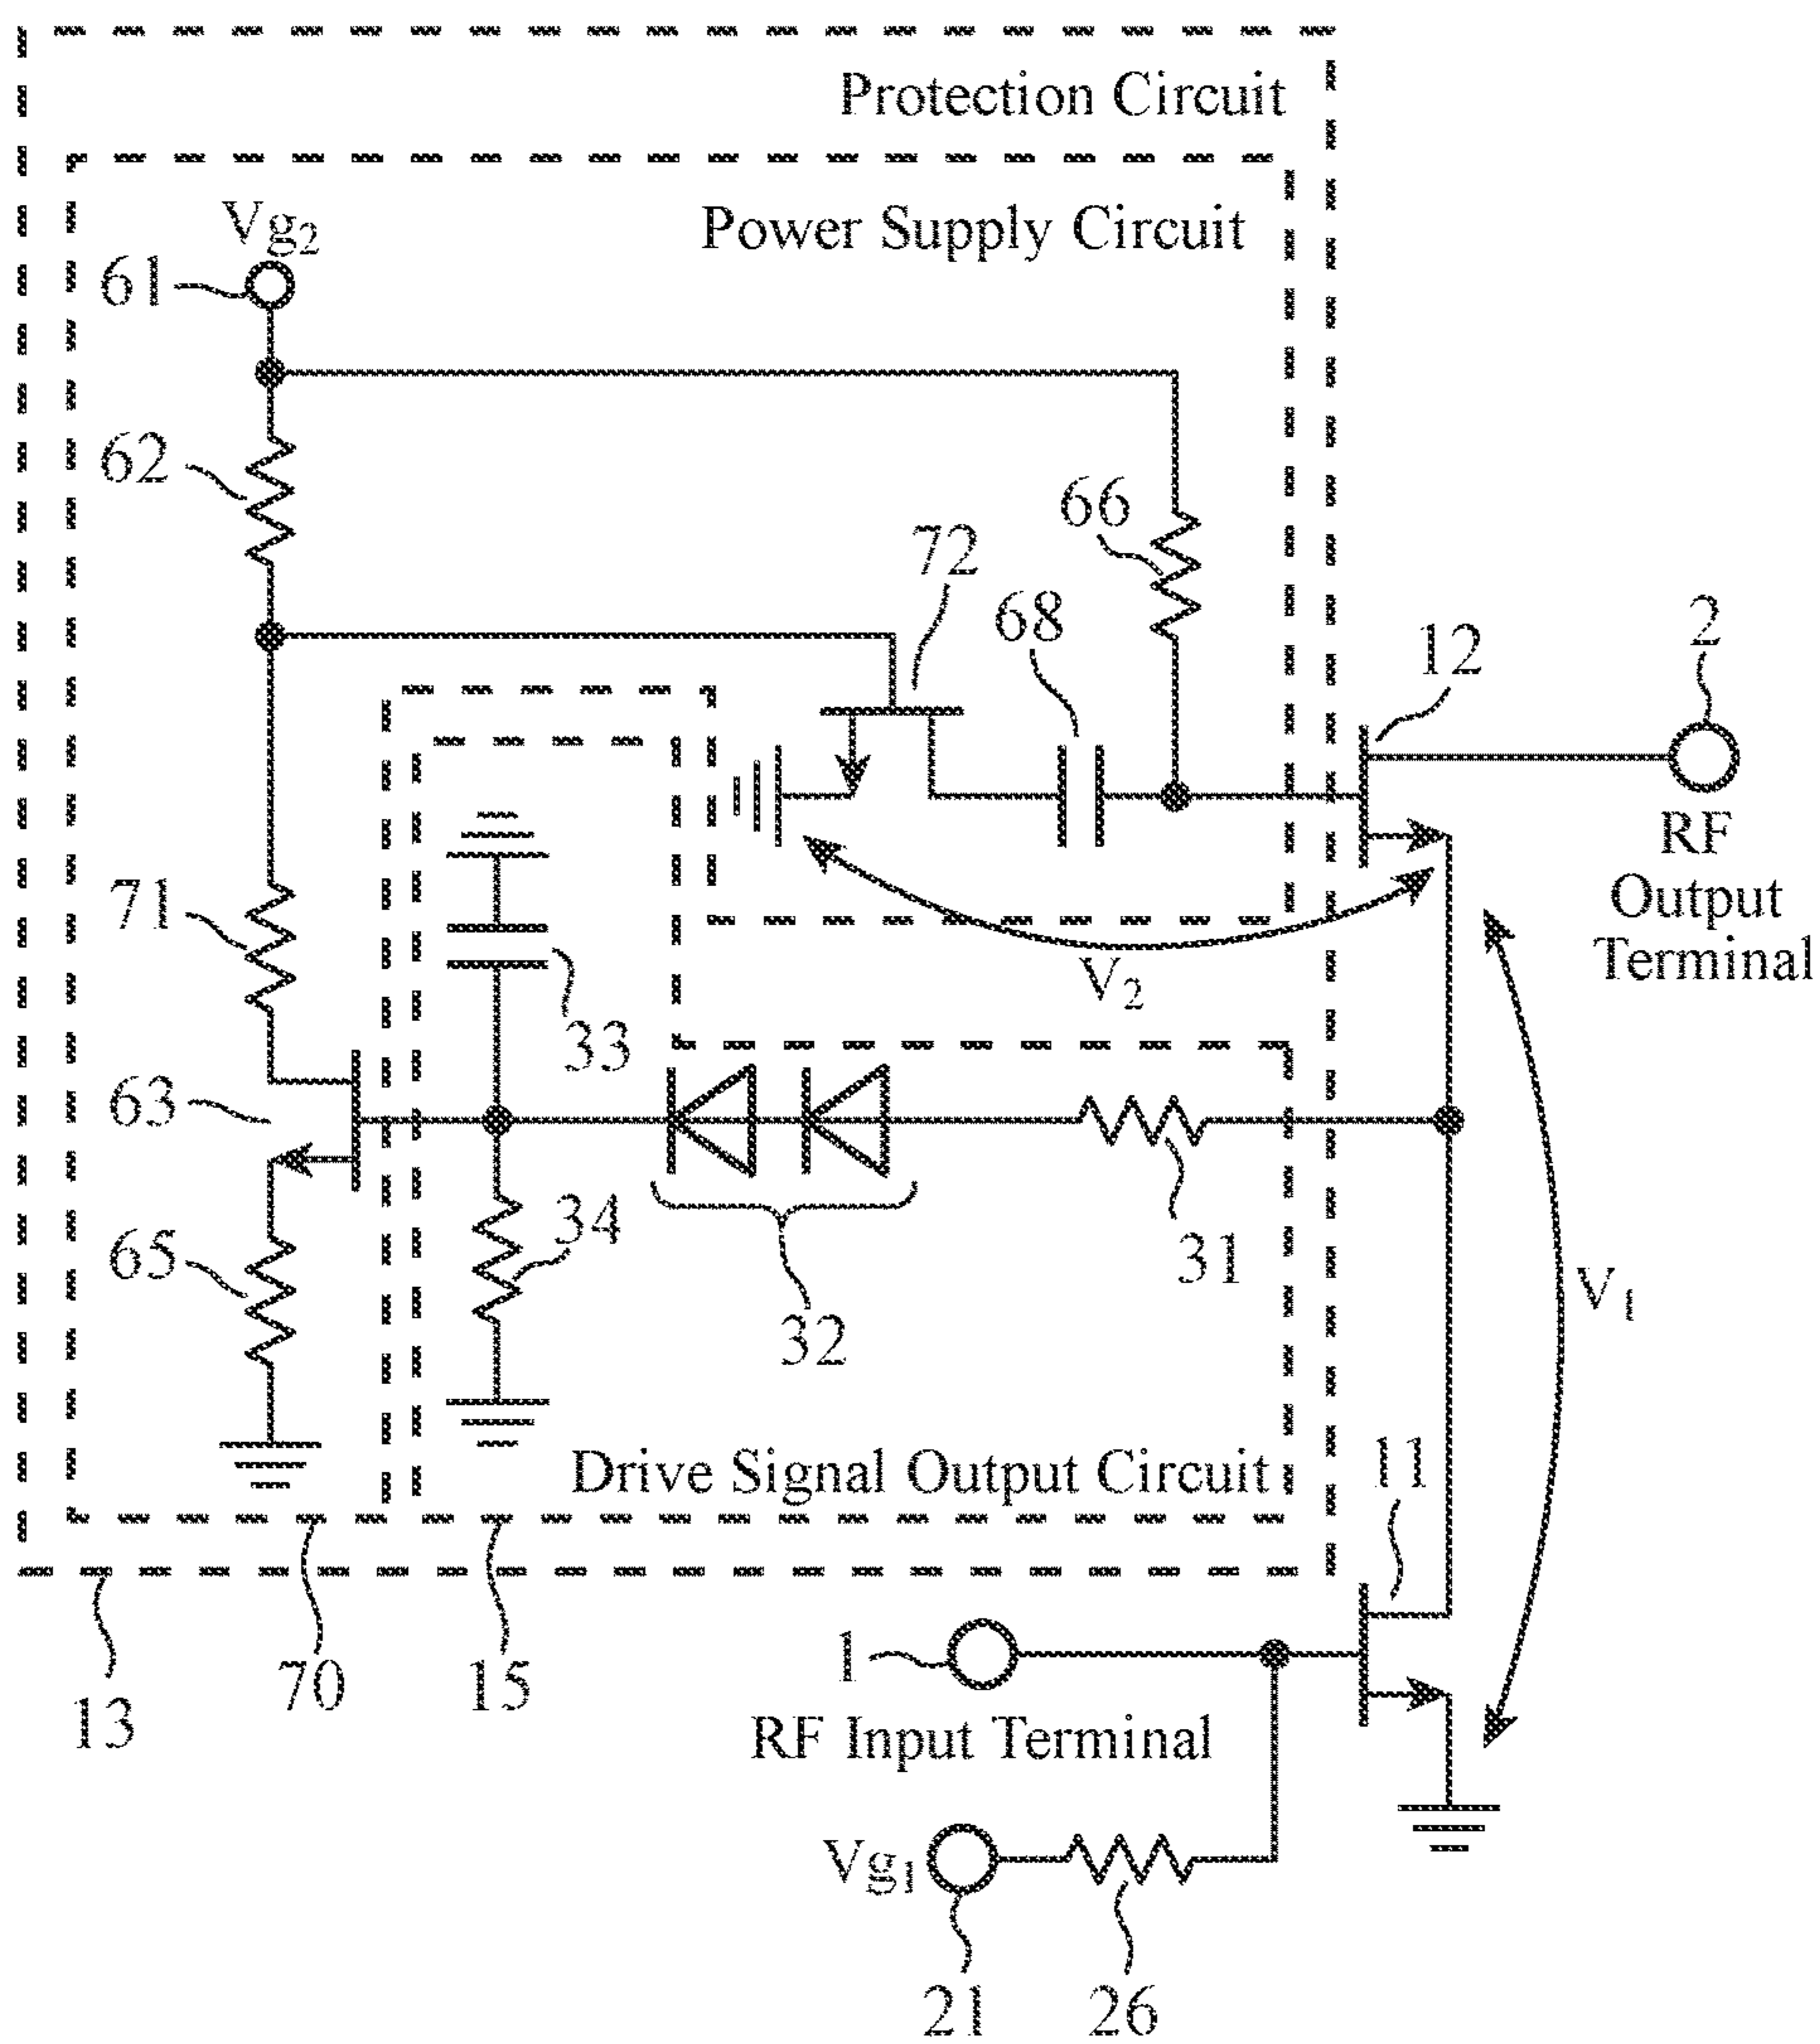 Protection Circuit
Power Supply Circuit
Vg2
61
62
66
72
68
12
2
RF
Output
Terminal
71
33
V2
63
34
31
V1
65
32
Drive Signal Output Circuit
11
1
13
70
15
RF Input Terminal
Vg1
21
26